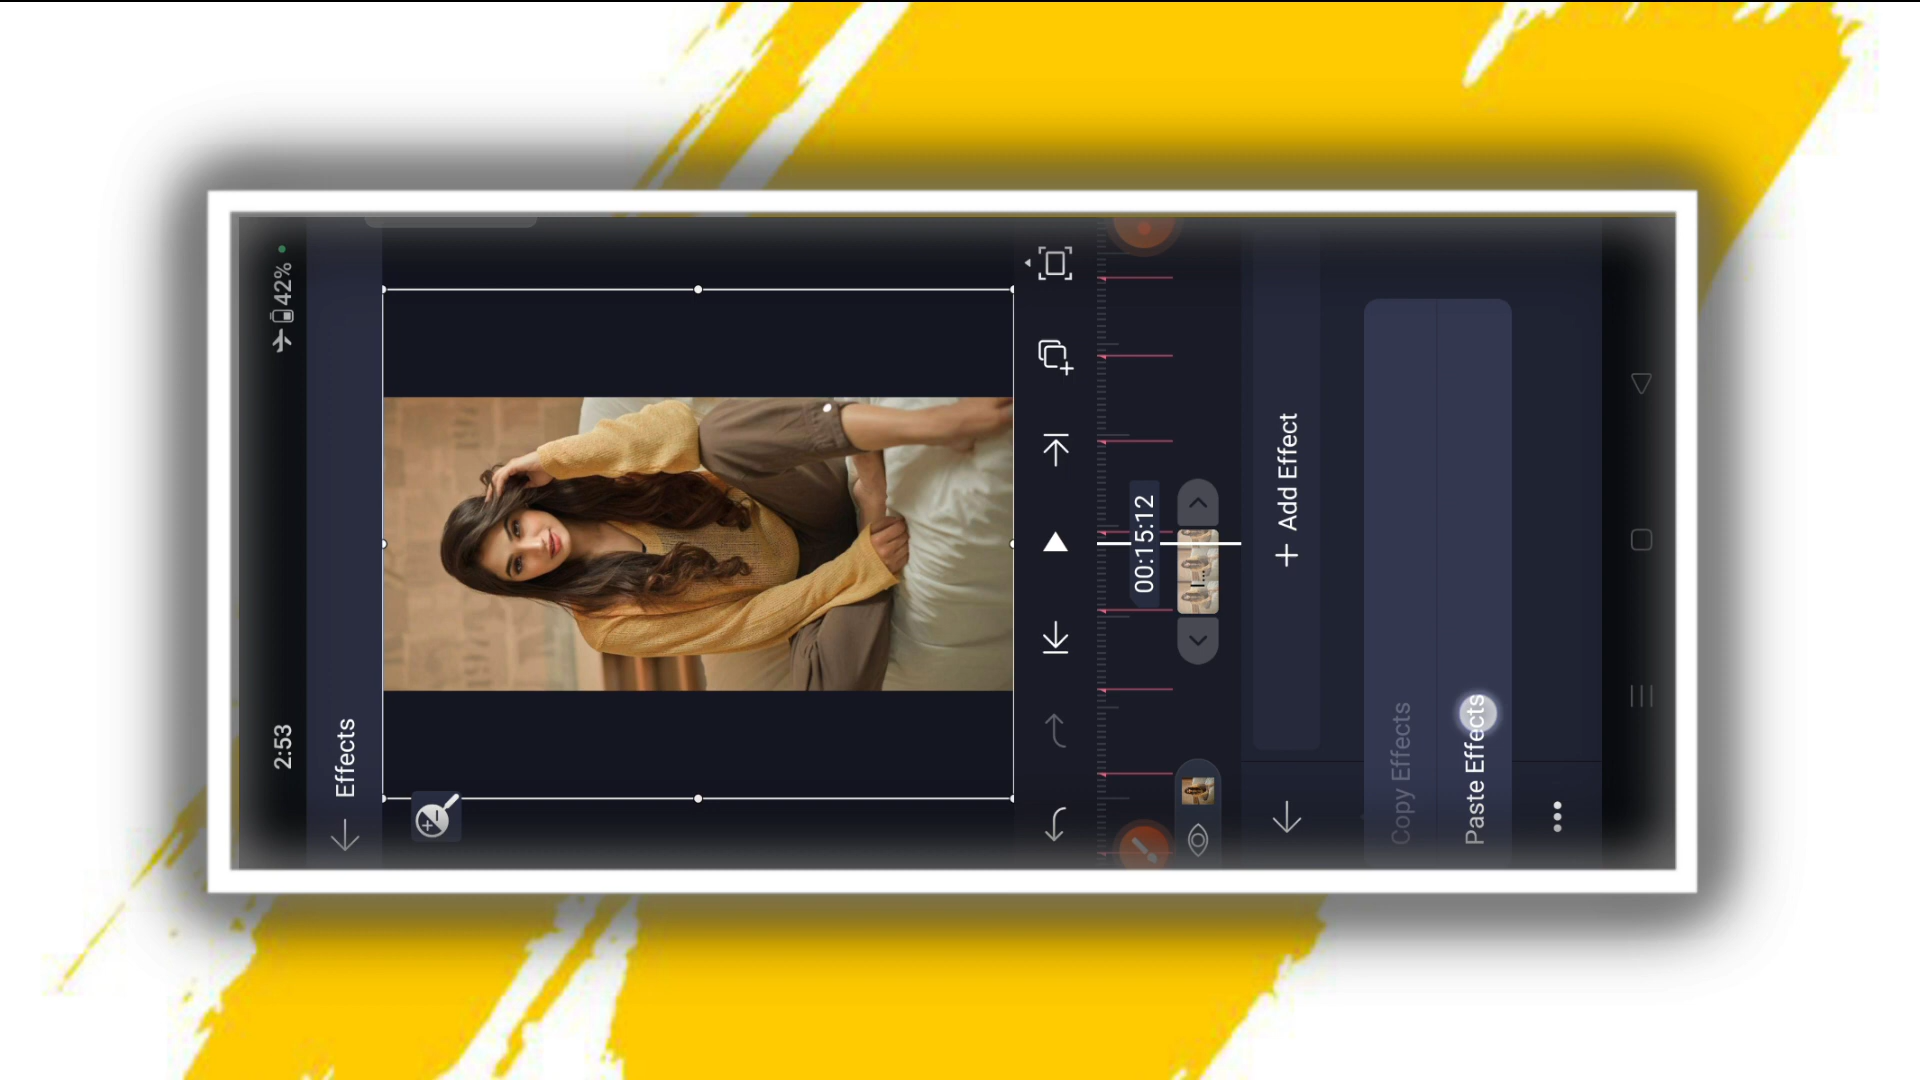 2:53
42%
Effects
00:15:12
+ Add Effect
Copy Effects
Paste Effects